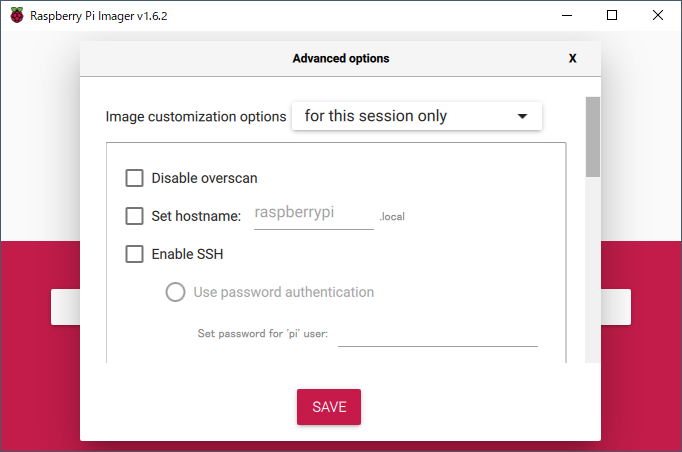 Raspberry Pi Imager v1.6.2
Advanced options X
Image customization options for this session only
Disable overscan
Set hostname: raspberrypi .local
Enable SSH
Use password authentication
Set password for 'pi' user:
SAVE